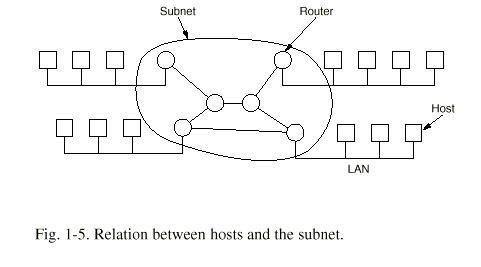 Subnet
Router
Host
LAN
Fig. 1-5. Relation between hosts and the subnet.